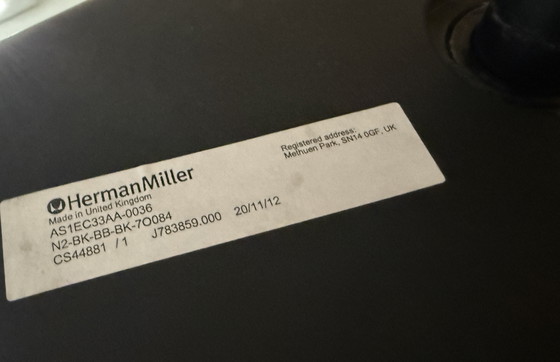 HermanMiller
Made in United Kingdom
AS1EC33AA-0036
N2-BK-BB-BK-7O084
CS44881 /1 J783859.000 20/11/12
Registered address:
Methuen Park, SN14 0GF, UK